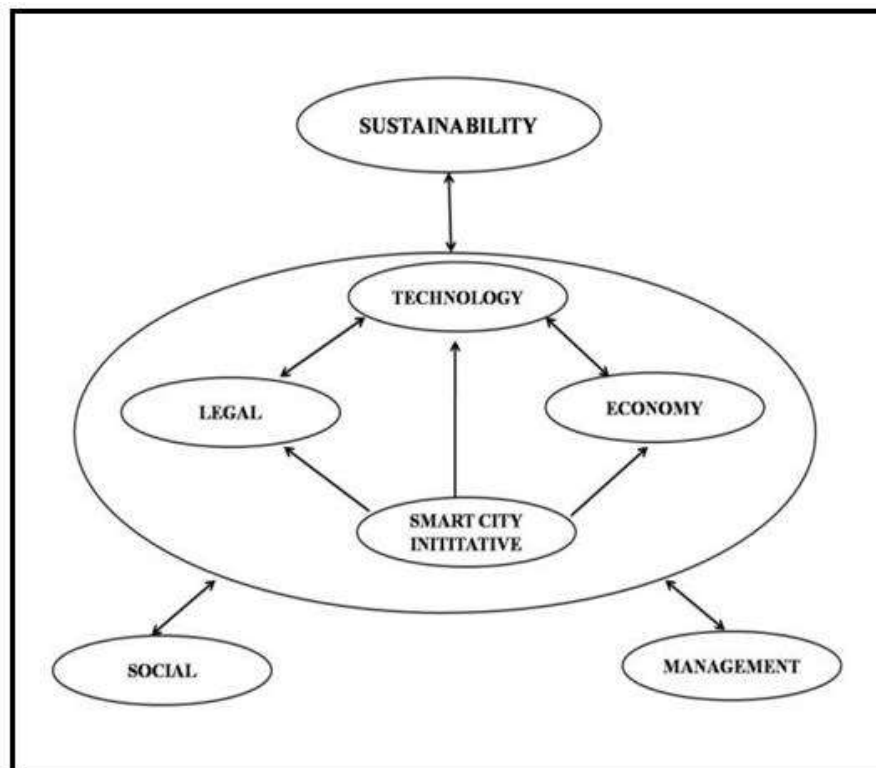 SUSTAINABILITY
TECHNOLOGY
LEGAL
ECONOMY
SMART CITY
INITITATIVE
SOCIAL
MANAGEMENT